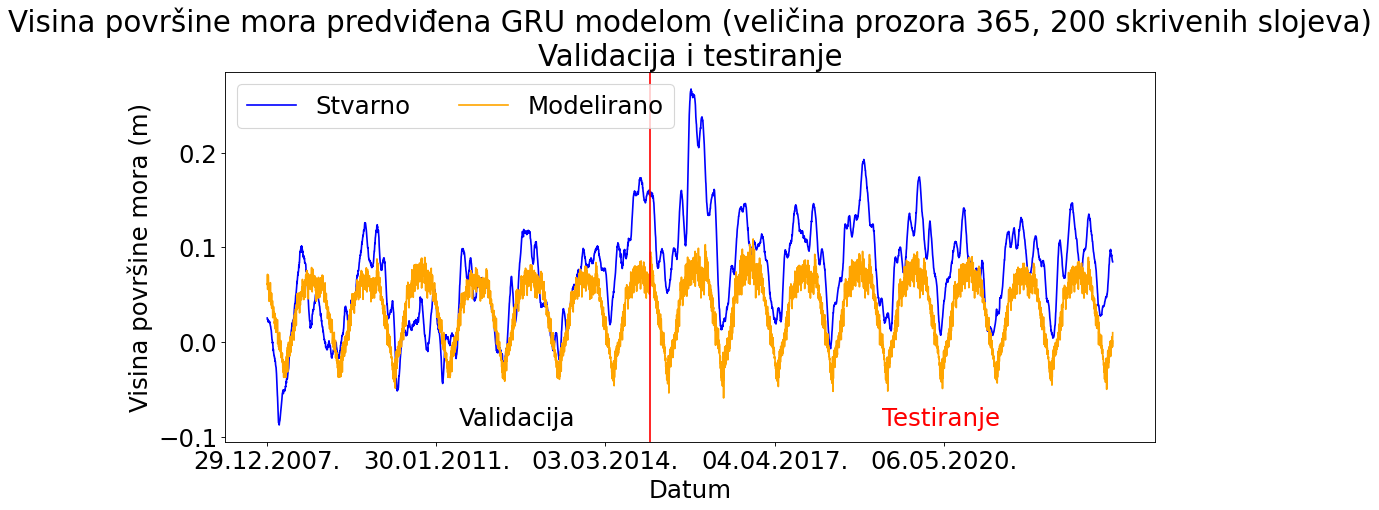 Visina površine mora predviđena GRU modelom (veličina prozora 365, 200 skrivenih slojeva)
Validacija i testiranje
Stvarno
Modelirano
Visina površine mora (m)
0.2
0.1
0.0
−0.1
Validacija
Testiranje
29.12.2007.
30.01.2011.
03.03.2014.
04.04.2017.
06.05.2020.
Datum